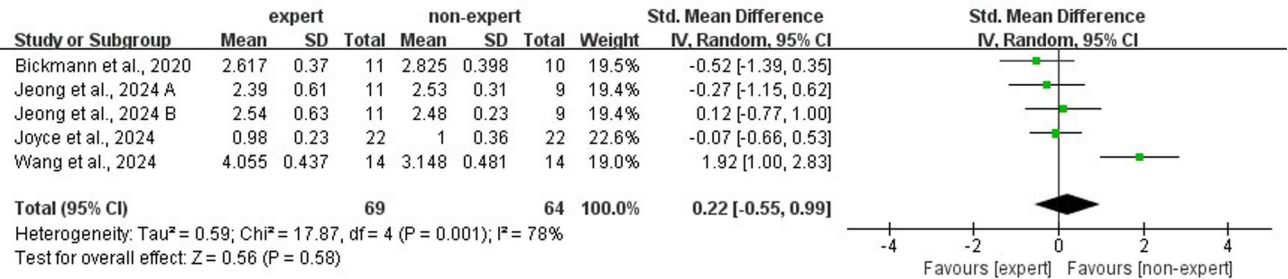 expert non-expert Std. Mean Difference Std. Mean Difference
Study or Subgroup Mean SD Total Mean SD Total Weight IV, Random, 95% CI IV, Random, 95% CI
Bickmann et al., 2020 2.617 0.37 11 2.825 0.398 10 19.5% -0.52 [-1.39, 0.35]
Jeong et al., 2024 A 2.39 0.61 11 2.53 0.31 9 19.4% -0.27 [-1.15, 0.62]
Jeong et al., 2024 B 2.54 0.63 11 2.48 0.23 9 19.4% 0.12 [-0.77, 1.00]
Joyce et al., 2024 0.98 0.23 22 1 0.36 22 22.6% -0.07 [-0.66, 0.53]
Wang et al., 2024 4.055 0.437 14 3.148 0.481 14 19.0% 1.92 [1.00, 2.83]
Total (95% CI) 69 64 100.0% 0.22 [-0.55, 0.99]
Heterogeneity: Tau² = 0.59; Chi² = 17.87, df = 4 (P = 0.001); I² = 78%
Test for overall effect: Z = 0.56 (P = 0.58)
-4 -2 0 2 4
Favours [expert] Favours [non-expert]